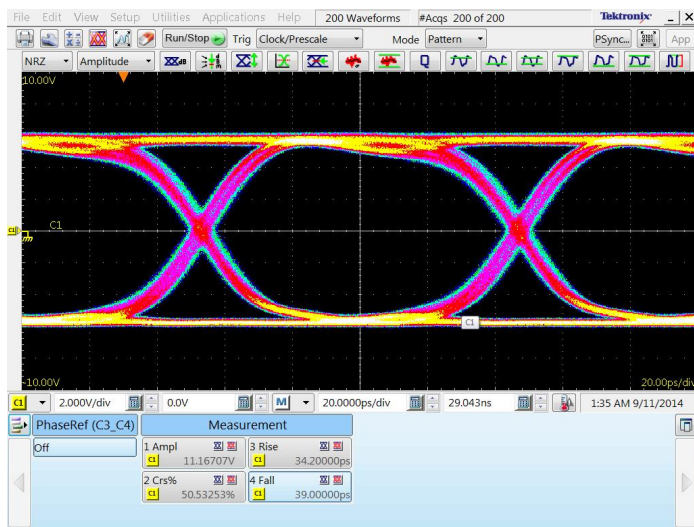 File Edit View Setup Utilities Applications Help 200 Waveforms #Acqs 200 of 200 Tektronix
Run/Stop Trig Clock/Prescale Mode Pattern PSync... App
NRZ Amplitude
10.00V
C1
C1
C1
-10.00V 20.00ps/div
C1 2.000V/div 0.0V M 20.0000ps/div 29.043ns 1:35 AM 9/11/2014
PhaseRef (C3_C4) Measurement
Off
1 Ampl 3 Rise
C1 11.16707V C1 34.20000ps
2 Crs% 4 Fall
C1 50.53253% C1 39.00000ps